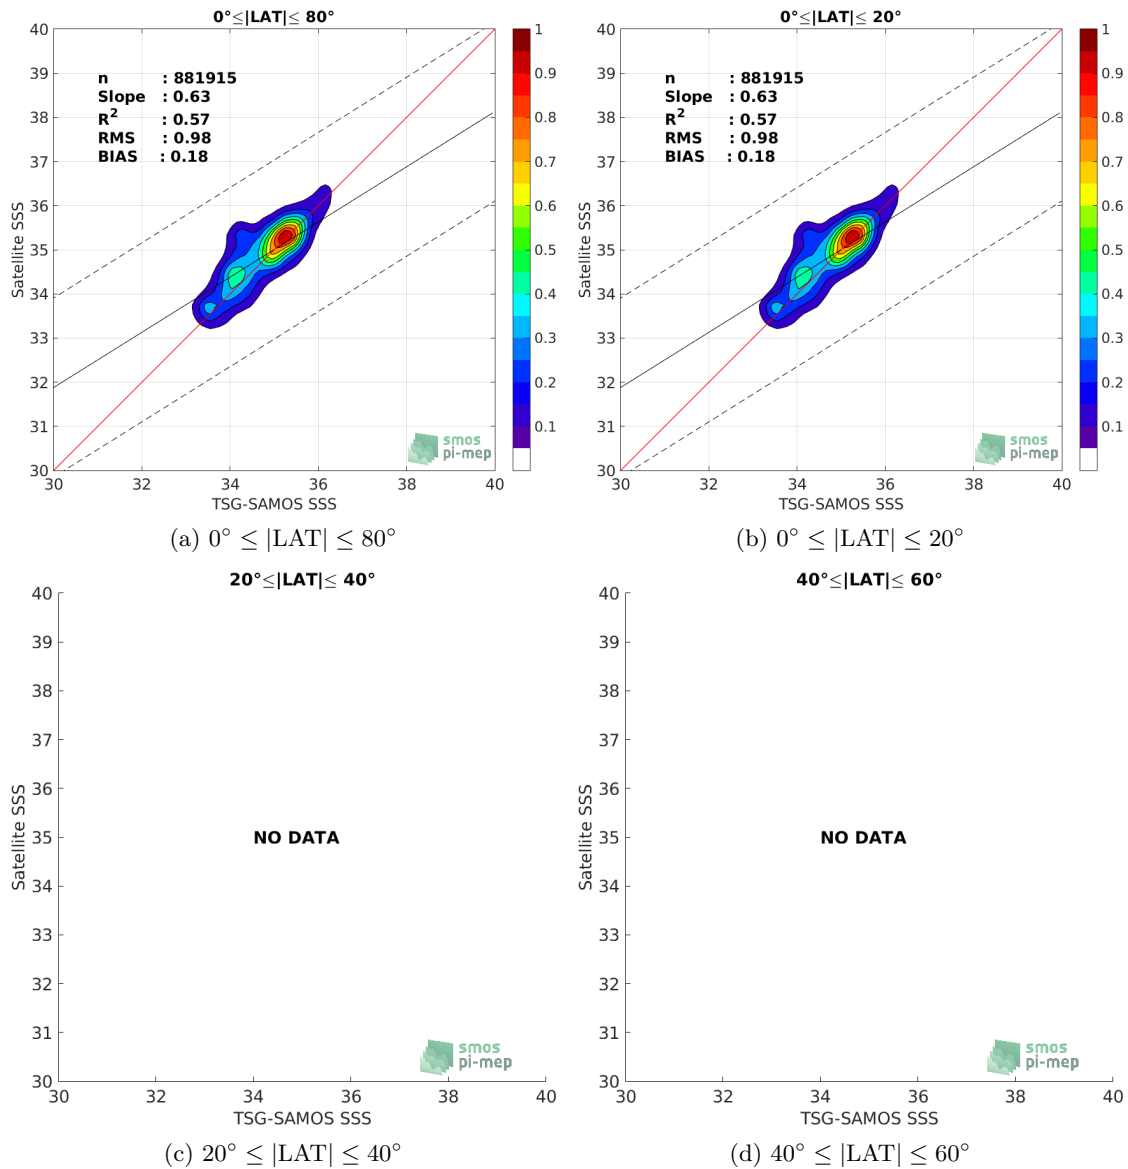 0°≤|LAT|≤ 80°
40
39
38
37
36
35
34
33
32
31
30
Satellite SSS
n : 881915
Slope : 0.63
R2 : 0.57
RMS : 0.98
BIAS : 0.18
smos
pi-mep
30 32 34 36 38 40
TSG-SAMOS SSS
1
0.9
0.8
0.7
0.6
0.5
0.4
0.3
0.2
0.1
(a) 0° ≤ |LAT| ≤ 80°
0°≤|LAT|≤ 20°
40
39
38
37
36
35
34
33
32
31
30
Satellite SSS
n : 881915
Slope : 0.63
R2 : 0.57
RMS : 0.98
BIAS : 0.18
smos
pi-mep
30 32 34 36 38 40
TSG-SAMOS SSS
1
0.9
0.8
0.7
0.6
0.5
0.4
0.3
0.2
0.1
(b) 0° ≤ |LAT| ≤ 20°
20°≤|LAT|≤ 40°
40
39
38
37
36
35
34
33
32
31
30
Satellite SSS
NO DATA
smos
pi-mep
30 32 34 36 38 40
TSG-SAMOS SSS
(c) 20° ≤ |LAT| ≤ 40°
40°≤|LAT|≤ 60°
40
39
38
37
36
35
34
33
32
31
30
Satellite SSS
NO DATA
smos
pi-mep
30 32 34 36 38 40
TSG-SAMOS SSS
(d) 40° ≤ |LAT| ≤ 60°